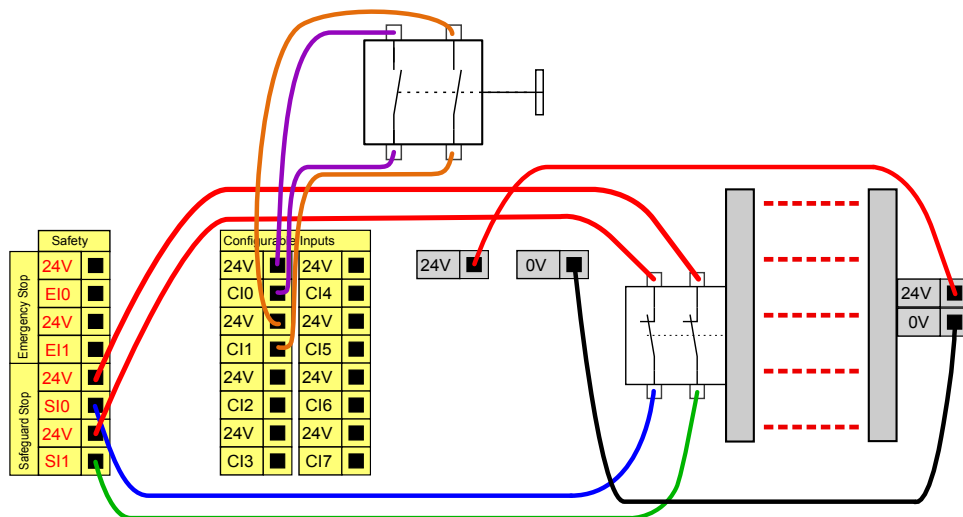 Safety
Emergency Stop
24V
EI0
24V
EI1
Safeguard Stop
24V
SI0
24V
SI1
Configurable Inputs
24V 24V
CI0 CI4
24V 24V
CI1 CI5
24V 24V
CI2 CI6
24V 24V
CI3 CI7
24V 0V
24V
0V